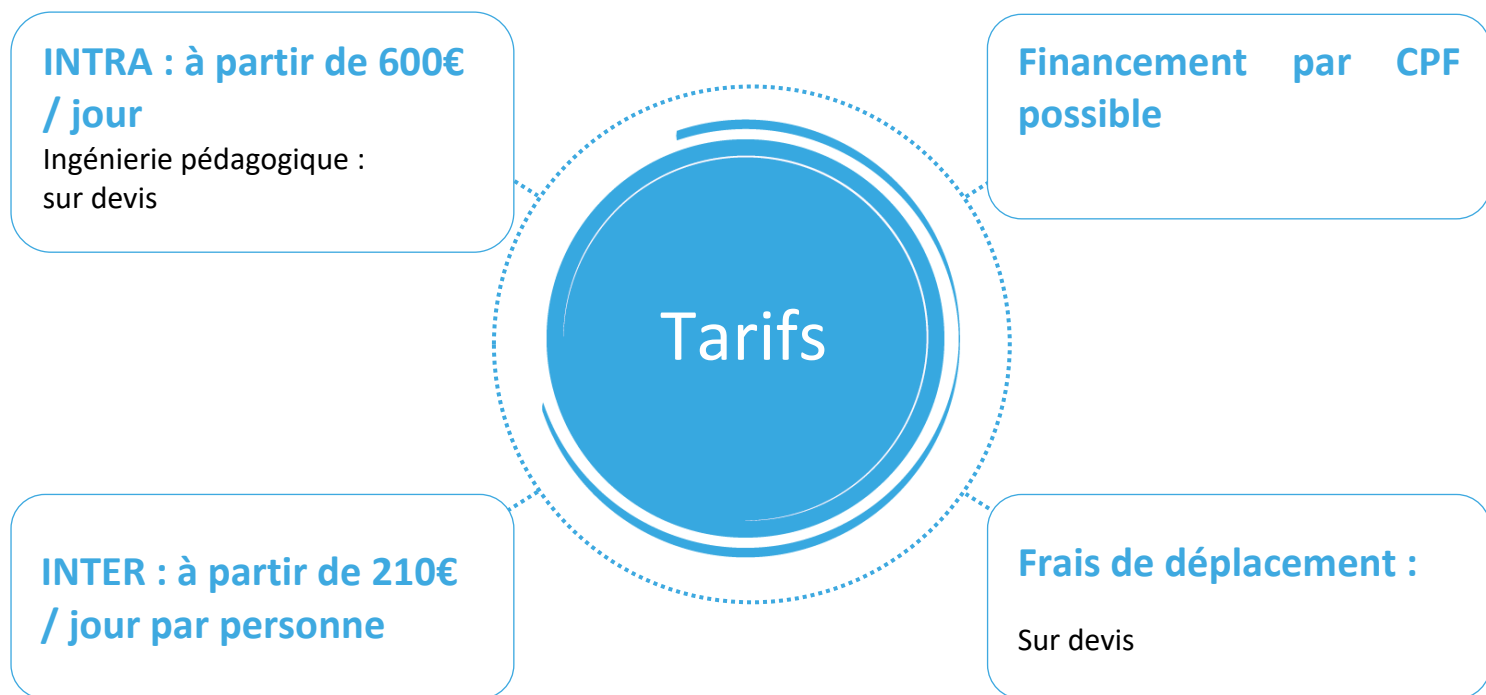 INTRA : à partir de 600€
/ jour
Ingénierie pédagogique :
sur devis
Financement par CPF
possible
Tarifs
INTER : à partir de 210€
/ jour par personne
Frais de déplacement :
Sur devis